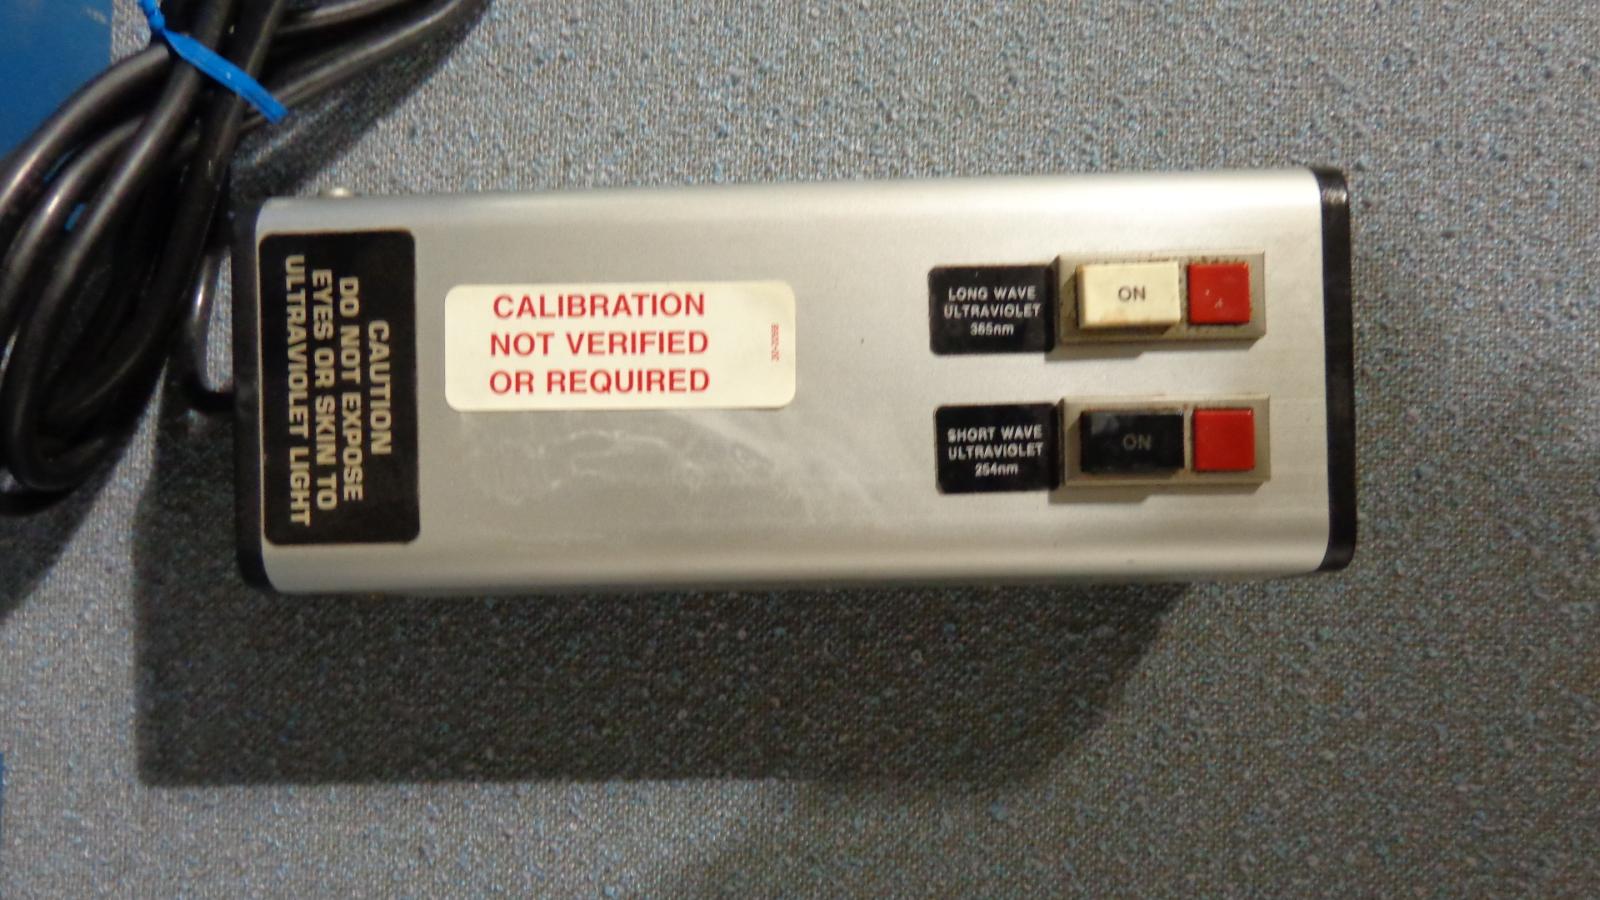 CAUTION
DO NOT EXPOSE
EYES OR SKIN TO
ULTRAVIOLET LIGHT
CALIBRATION
NOT VERIFIED
OR REQUIRED
LONG WAVE
ULTRAVIOLET
365nm
ON
SHORT WAVE
ULTRAVIOLET
254nm
ON